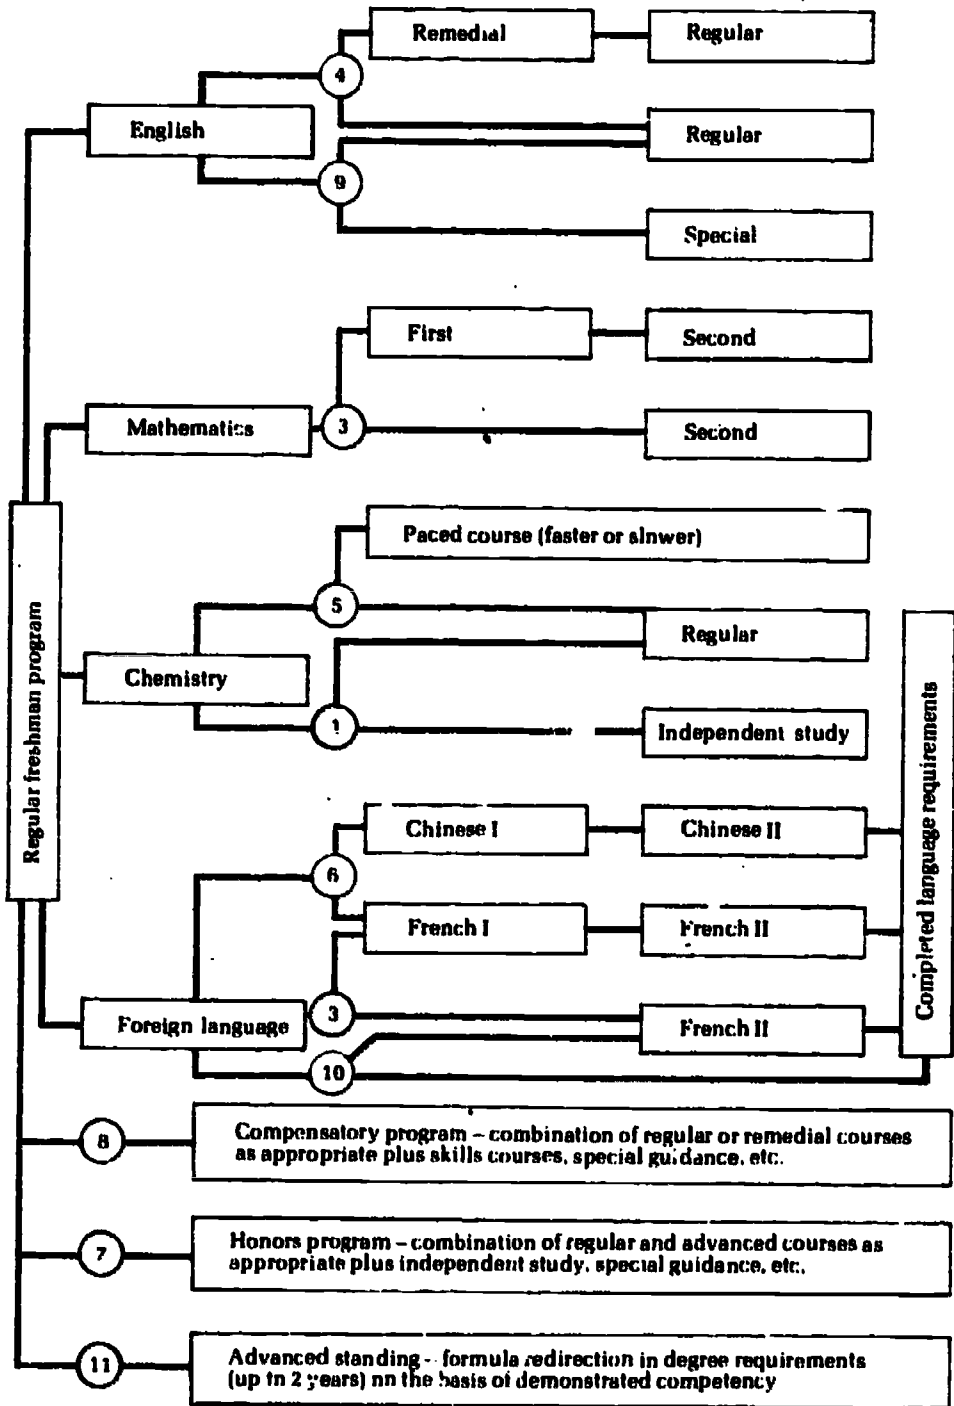 Remedial
Regular
4
English
Regular
9
Special
First
Second
Mathematics
3
Second
Paced course (faster or slnwer)
5
Regular
Chemistry
1
Independent study
Regular freshman program
Completed language requirements
Chinese I
Chinese II
6
French I
French II
Foreign language
3
French II
10
8
Compensatory program – combination of regular or remedial courses
as appropriate plus skills courses, special guidance, etc.
7
Honors program – combination of regular and advanced courses as
appropriate plus independent study, special guidance, etc.
11
Advanced standing – formula redirection in degree requirements
(up tn 2 years) nn the basis of demonstrated competency